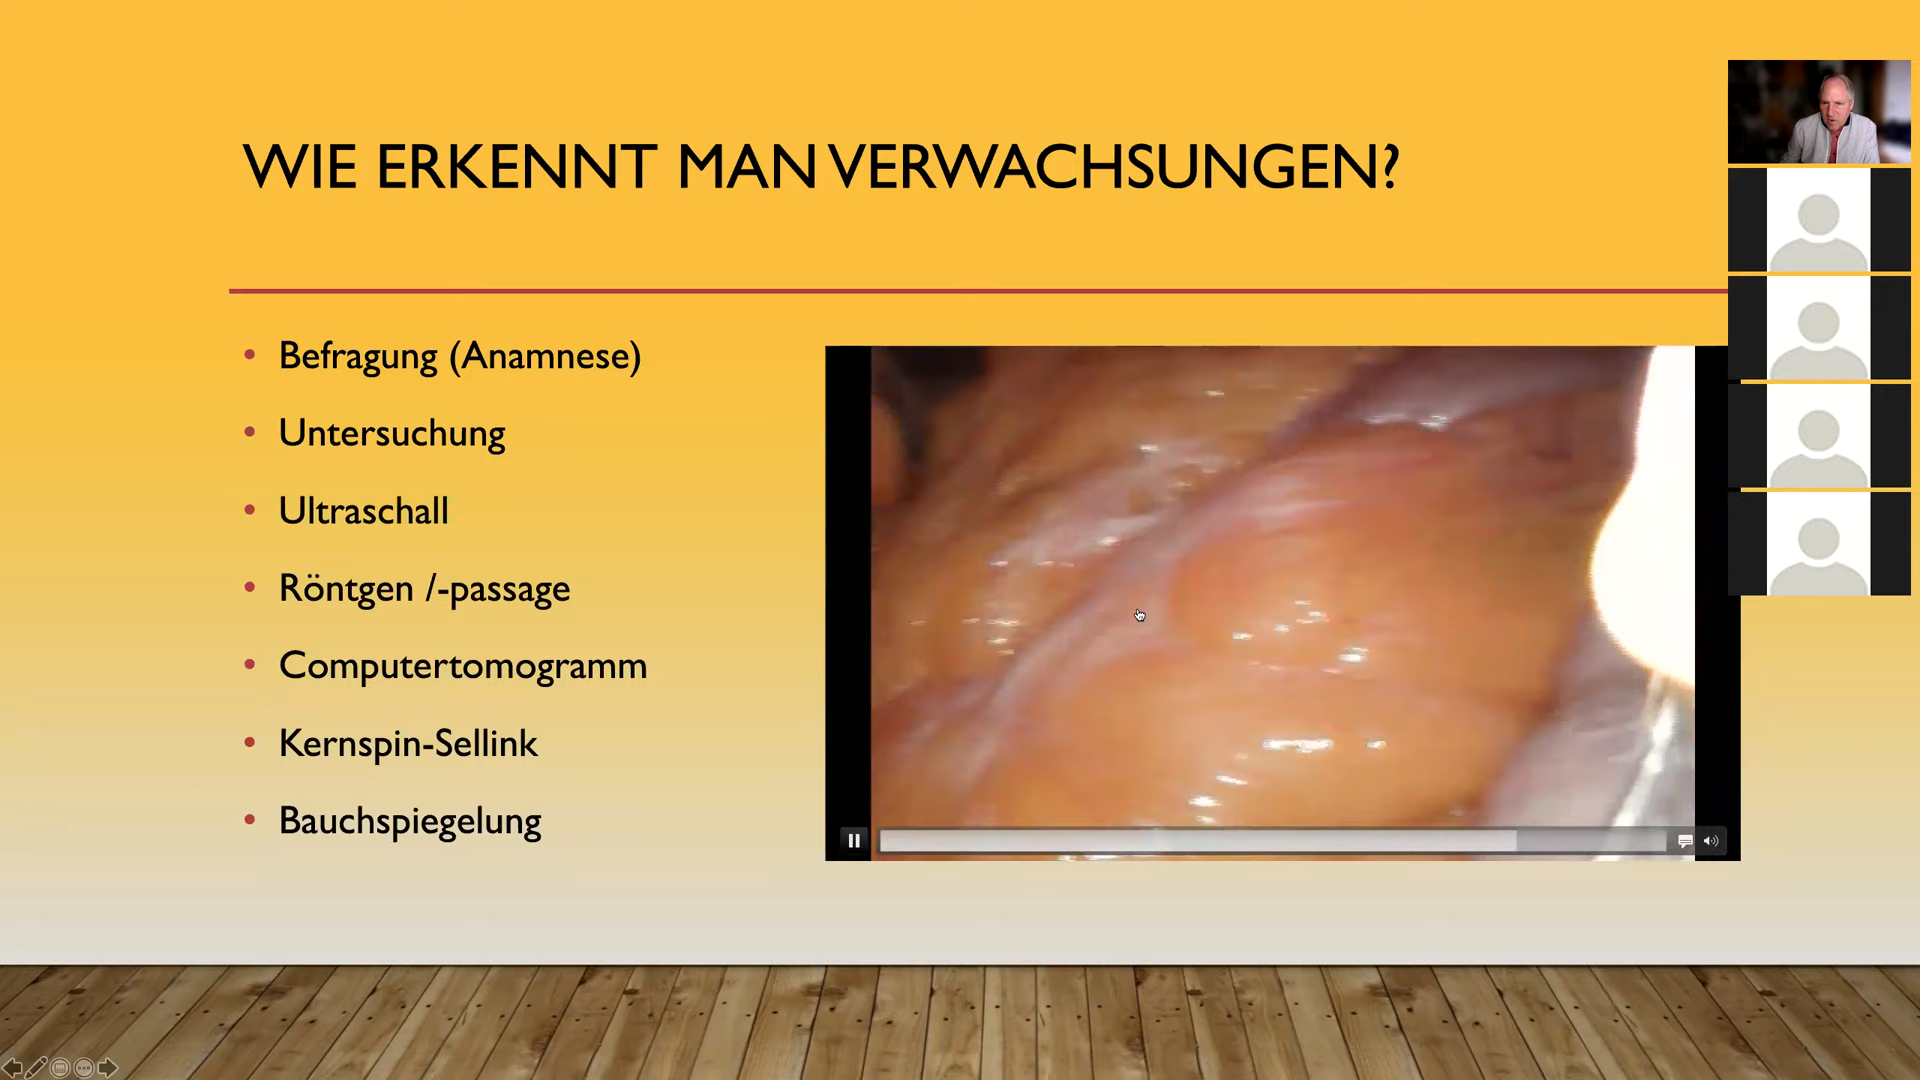 WIE ERKENNT MAN VERWACHSUNGEN?
Befragung (Anamnese)
Untersuchung
Ultraschall
Röntgen /-passage
Computertomogramm
Kernspin-Sellink
Bauchspiegelung